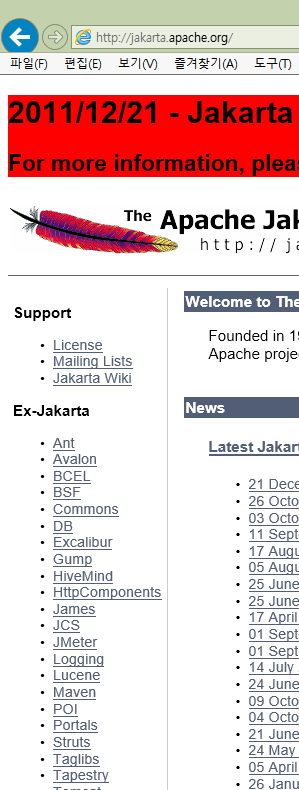 http://jakarta.apache.org/
파일(F) 편집(E) 보기(V) 즐겨찾기(A) 도구(T)
2011/12/21 - Jakarta
For more information, plea
The Apache Jak
http://ja
Support
License
Mailing Lists
Jakarta Wiki
Ex-Jakarta
Ant
Avalon
BCEL
BSF
Commons
DB
Excalibur
Gump
HiveMind
HttpComponents
James
JCS
JMeter
Logging
Lucene
Maven
POI
Portals
Struts
Taglibs
Tapestry
Welcome to The
Founded in 19
Apache projec
News
Latest Jakart
21 Dece
26 Octo
03 Octo
11 Sept
17 Augu
05 Augu
25 June
25 June
17 April
01 Sept
01 Sept
14 July
24 June
09 Octo
04 Octo
21 June
24 May
05 April
26 Janu